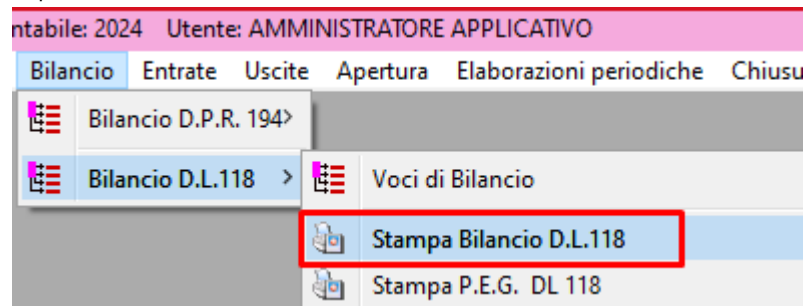 ntabile: 2024 Utente: AMMINISTRATORE APPLICATIVO
Bilancio Entrate Uscite Apertura Elaborazioni periodiche Chiusu
Bilancio D.P.R. 194>
Bilancio D.L.118 >
Voci di Bilancio
Stampa Bilancio D.L.118
Stampa P.E.G. DL 118